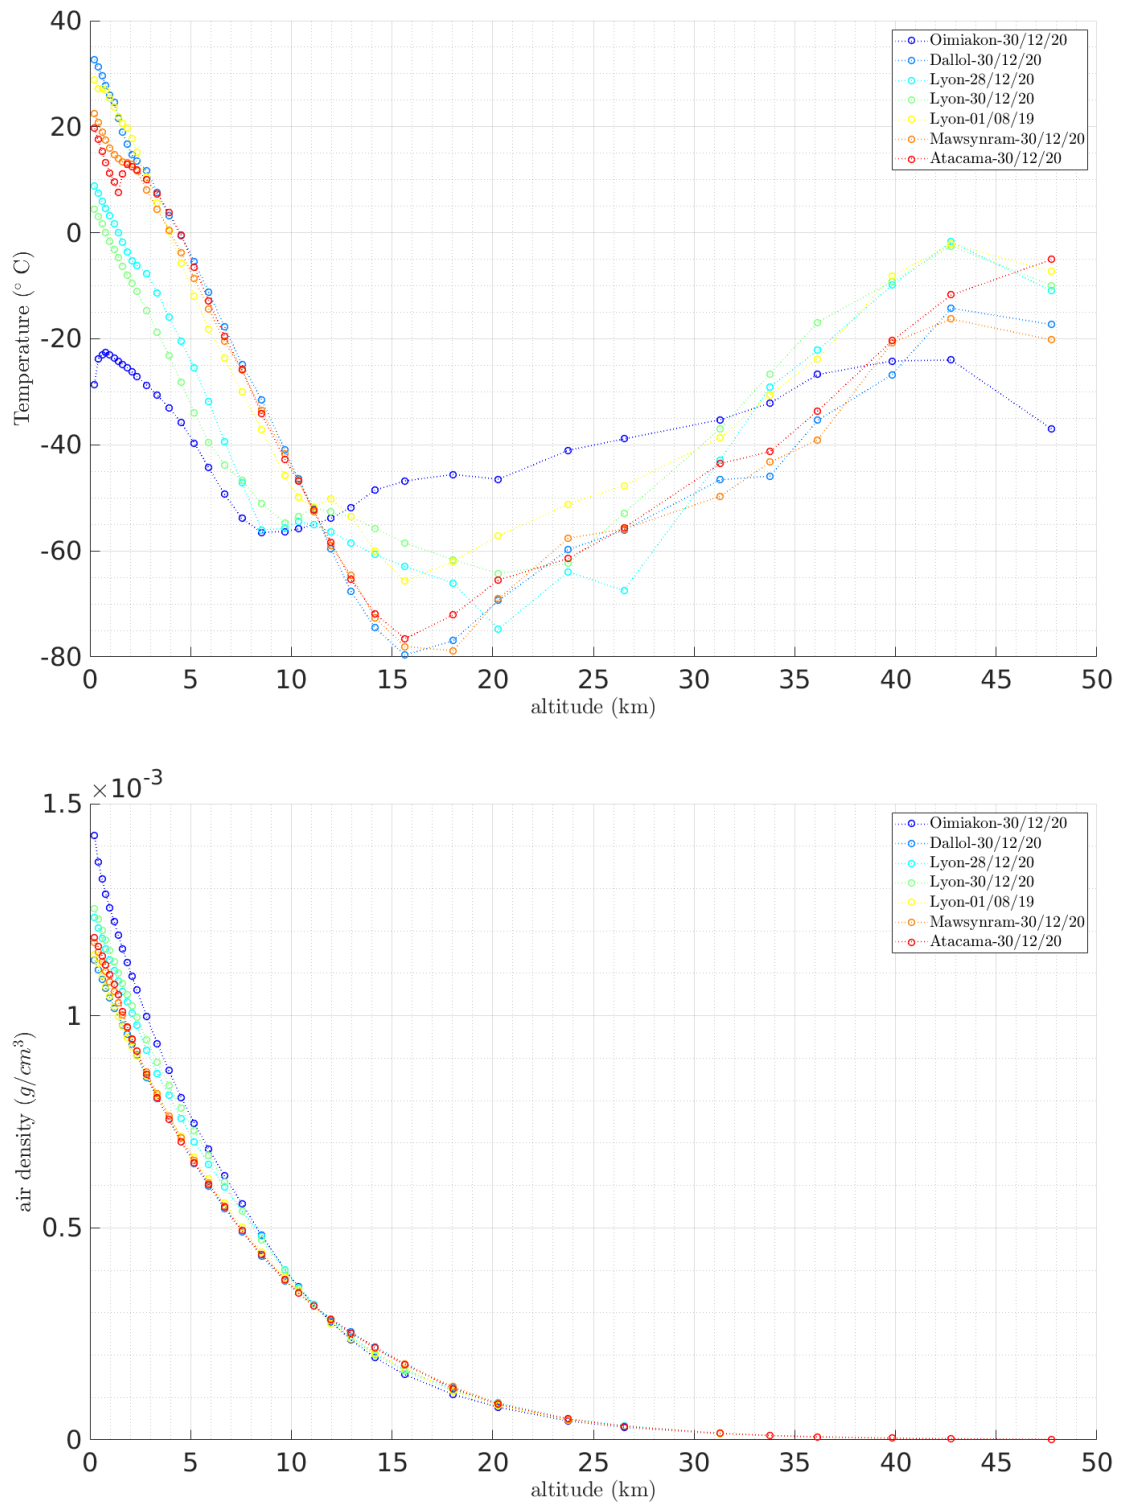 40
20
0
-20
-40
-60
-80
Temperature (° C)
Oimiakon-30/12/20
Dallol-30/12/20
Lyon-28/12/20
Lyon-30/12/20
Lyon-01/08/19
Mawsynram-30/12/20
Atacama-30/12/20
0 5 10 15 20 25 30 35 40 45 50
altitude (km)
×10-3
1.5
1
0.5
0
air density (g/cm3)
Oimiakon-30/12/20
Dallol-30/12/20
Lyon-28/12/20
Lyon-30/12/20
Lyon-01/08/19
Mawsynram-30/12/20
Atacama-30/12/20
0 5 10 15 20 25 30 35 40 45 50
altitude (km)